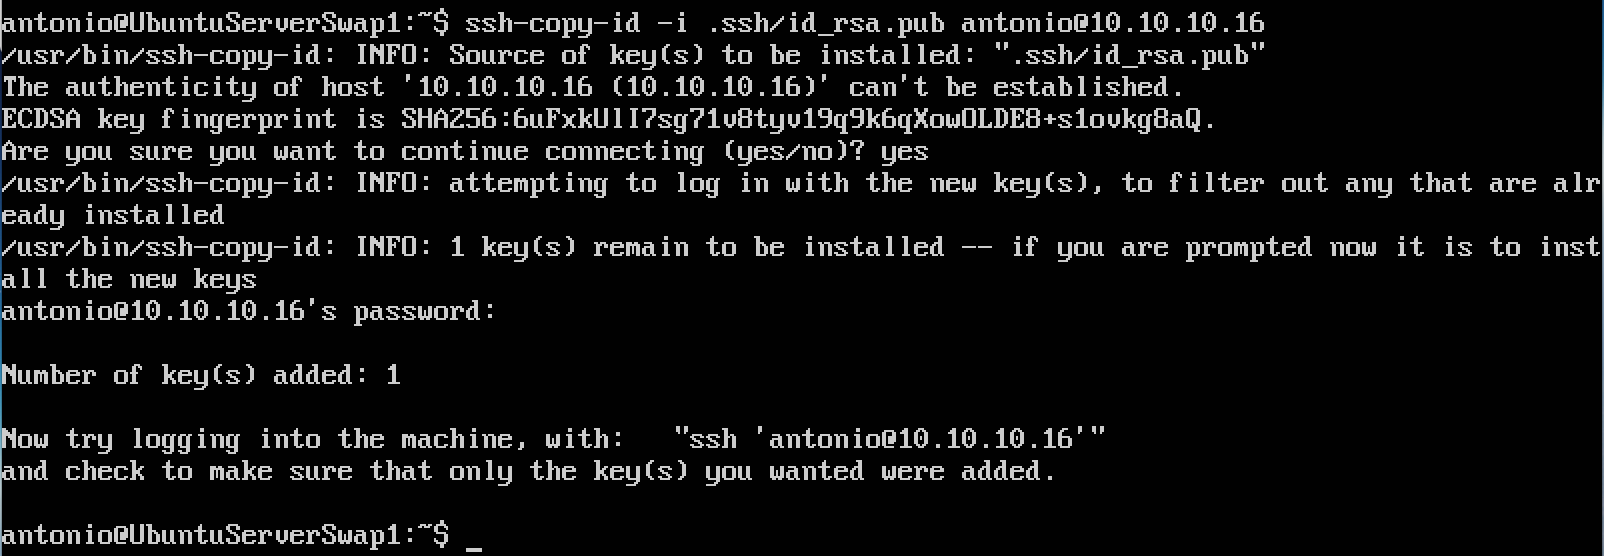 antonio@UbuntuServerSwap1:~$ ssh-copy-id -i .ssh/id_rsa.pub antonio@10.10.10.16
/usr/bin/ssh-copy-id: INFO: Source of key(s) to be installed: ".ssh/id_rsa.pub"
The authenticity of host '10.10.10.16 (10.10.10.16)' can't be established.
ECDSA key fingerprint is SHA256:6uFxkUlI7sg71v8tyv19q9k6qXowOLDE8+s1ovkg8aQ.
Are you sure you want to continue connecting (yes/no)? yes
/usr/bin/ssh-copy-id: INFO: attempting to log in with the new key(s), to filter out any that are alr
eady installed
/usr/bin/ssh-copy-id: INFO: 1 key(s) remain to be installed -- if you are prompted now it is to inst
all the new keys
antonio@10.10.10.16's password:
Number of key(s) added: 1
Now try logging into the machine, with:   "ssh 'antonio@10.10.10.16'"
and check to make sure that only the key(s) you wanted were added.
antonio@UbuntuServerSwap1:~$ _